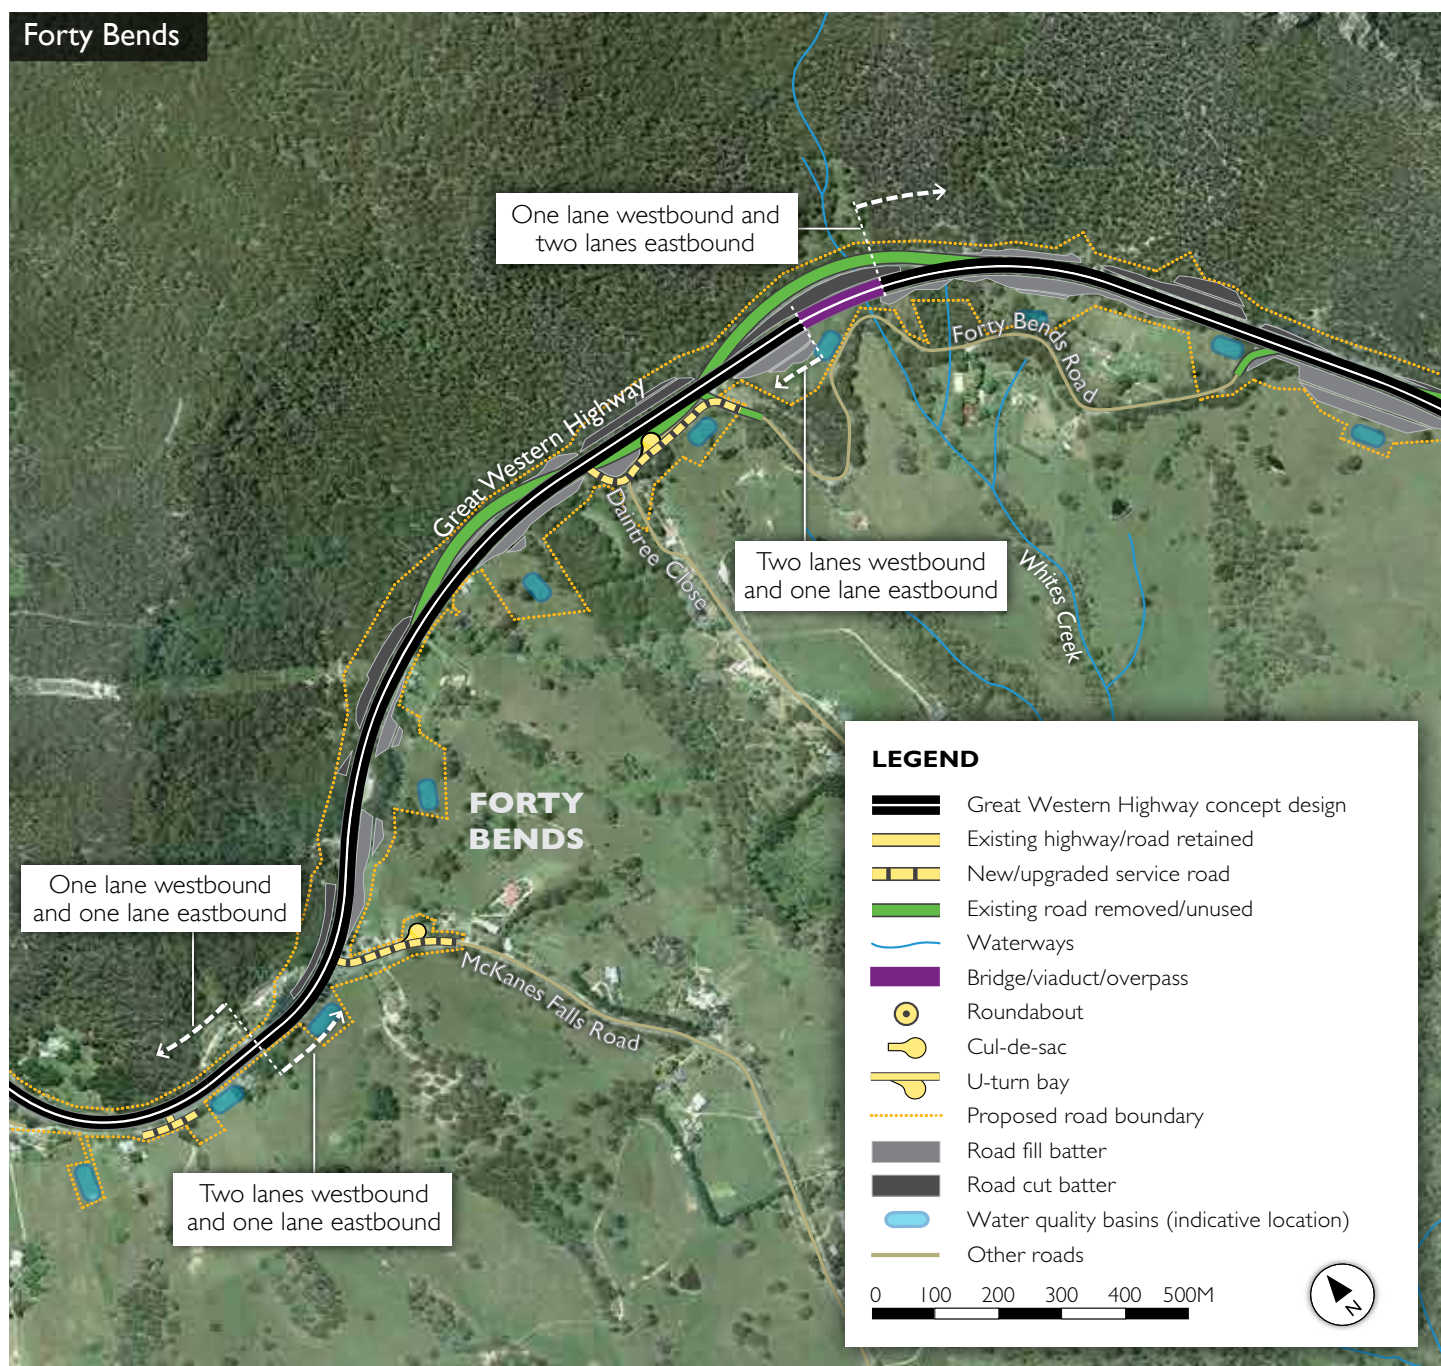 Forty Bends
One lane westbound and
two lanes eastbound
Great Western Highway
Forty Bends Road
Daintree Close
Two lanes westbound
and one lane eastbound
Whites Creek
FORTY
BENDS
One lane westbound
and one lane eastbound
McKanes Falls Road
Two lanes westbound
and one lane eastbound
LEGEND
Great Western Highway concept design
Existing highway/road retained
New/upgraded service road
Existing road removed/unused
Waterways
Bridge/viaduct/overpass
Roundabout
Cul-de-sac
U-turn bay
Proposed road boundary
Road fill batter
Road cut batter
Water quality basins (indicative location)
Other roads
0 100 200 300 400 500M
N